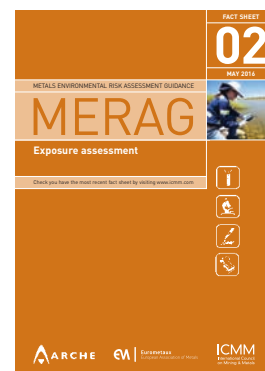 FACT SHEET
02
MAY 2016
METALS ENVIRONMENTAL RISK ASSESSMENT GUIDANCE
MERAG
Exposure assessment
Check you have the most recent fact sheet by visiting www.icmm.com
ARCHE
Eurometaux
European Association of Metals
ICMM
International Council
on Mining & Metals